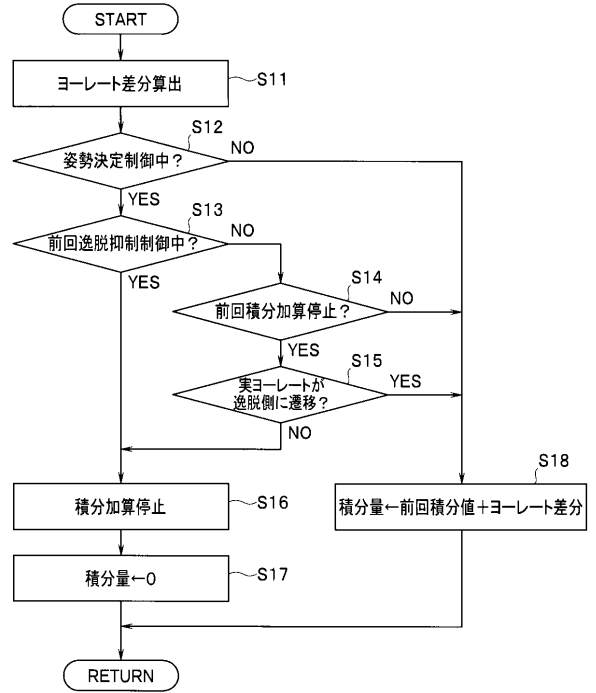 START
ヨーレート差分算出
S11
S12
姿勢決定制御中？
NO
YES
S13
前回逸脱抑制制御中？
NO
YES
S14
前回積分加算停止？
NO
YES
S15
実ヨーレートが
逸脱側に遷移？
YES
NO
S16
積分加算停止
S18
積分量←前回積分値＋ヨーレート差分
積分量←0
S17
RETURN